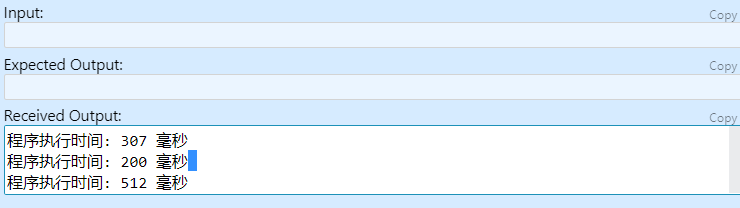 Input:
Copy
Expected Output:
Copy
Received Output:
Copy
程序执行时间: 307 毫秒
程序执行时间: 200 毫秒
程序执行时间: 512 毫秒